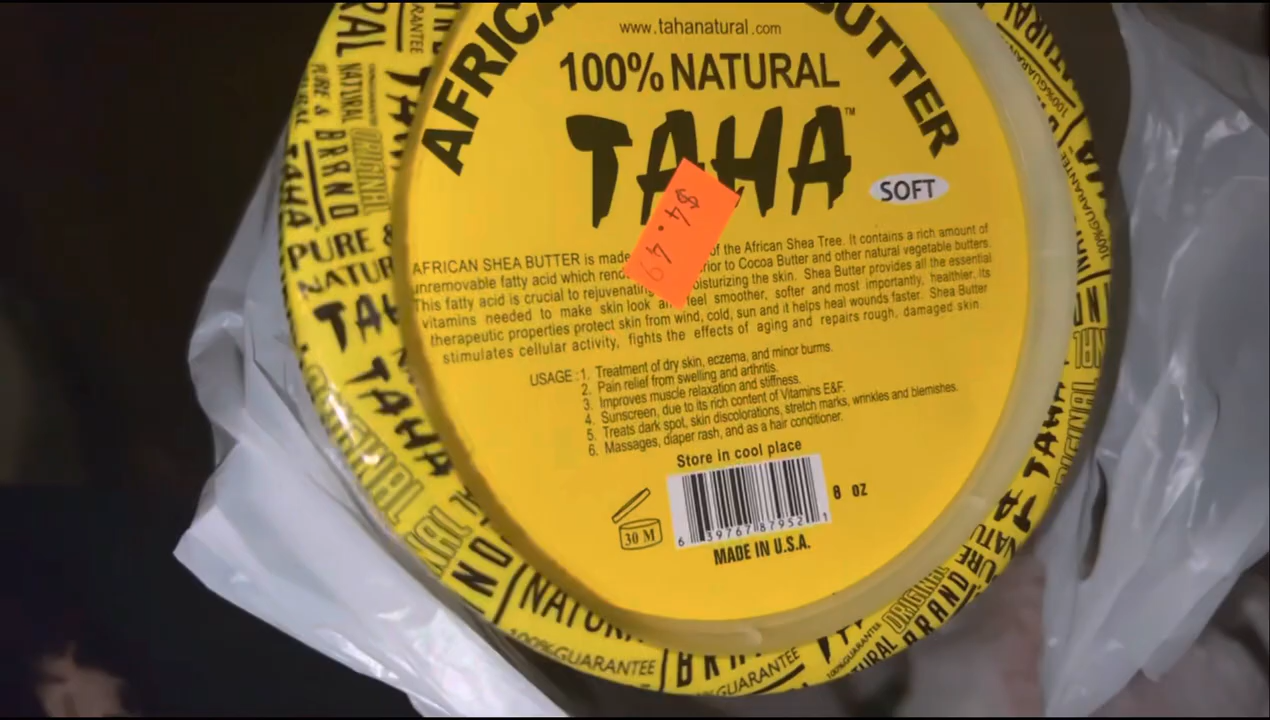 AFRICA
BUTTER
www.tahanatural.com
100% NATURAL
TAHA™
SOFT
$4.49
AFRICAN SHEA BUTTER is made of the African Shea Tree. It contains a rich amount of
unremovable fatty acid which to Cocoa Butter and other natural vegetable butters.
This fatty acid is crucial to rejuvenating the skin. Shea Butter provides all the essential
vitamins needed to make skin look feel smoother, softer and most importantly, healthier. Its
therapeutic properties protect skin from wind, cold, sun and it helps heal wounds faster. Shea Butter
stimulates cellular activity, fights the effects of aging and repairs rough, damaged skin.
USAGE :1. Treatment of dry skin, eczema, and minor burns.
2. Pain relief from swelling and arthritis.
3. Improves muscle relaxation and stiffness.
4. Sunscreen, due to its rich content of Vitamins E&F.
5. Treats dark spot, skin discolorations, stretch marks, wrinkles and blemishes.
6. Massages, diaper rash, and as a hair conditioner.
Store in cool place
8 OZ
30 M
6 39767 87952 1
MADE IN U.S.A.
PURE &
TAHA
TAHA
ORIGINAL
100% GUARANTEE
BRAND
ORIGINAL
TAHA